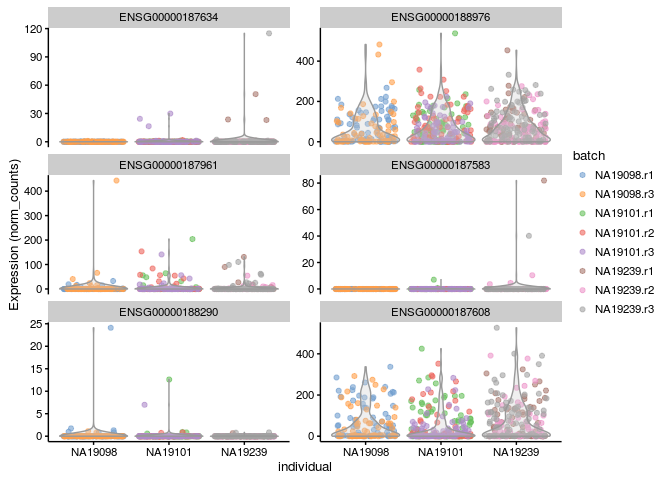 ENSG00000187634
ENSG00000188976
120
90
60
30
0
400
200
0
ENSG00000187961
ENSG00000187583
400
300
200
100
0
80
60
40
20
0
ENSG00000188290
ENSG00000187608
25
20
15
10
5
0
400
200
0
NA19098
NA19101
NA19239
NA19098
NA19101
NA19239
individual
Expression (norm_counts)
batch
NA19098.r1
NA19098.r3
NA19101.r1
NA19101.r2
NA19101.r3
NA19239.r1
NA19239.r2
NA19239.r3